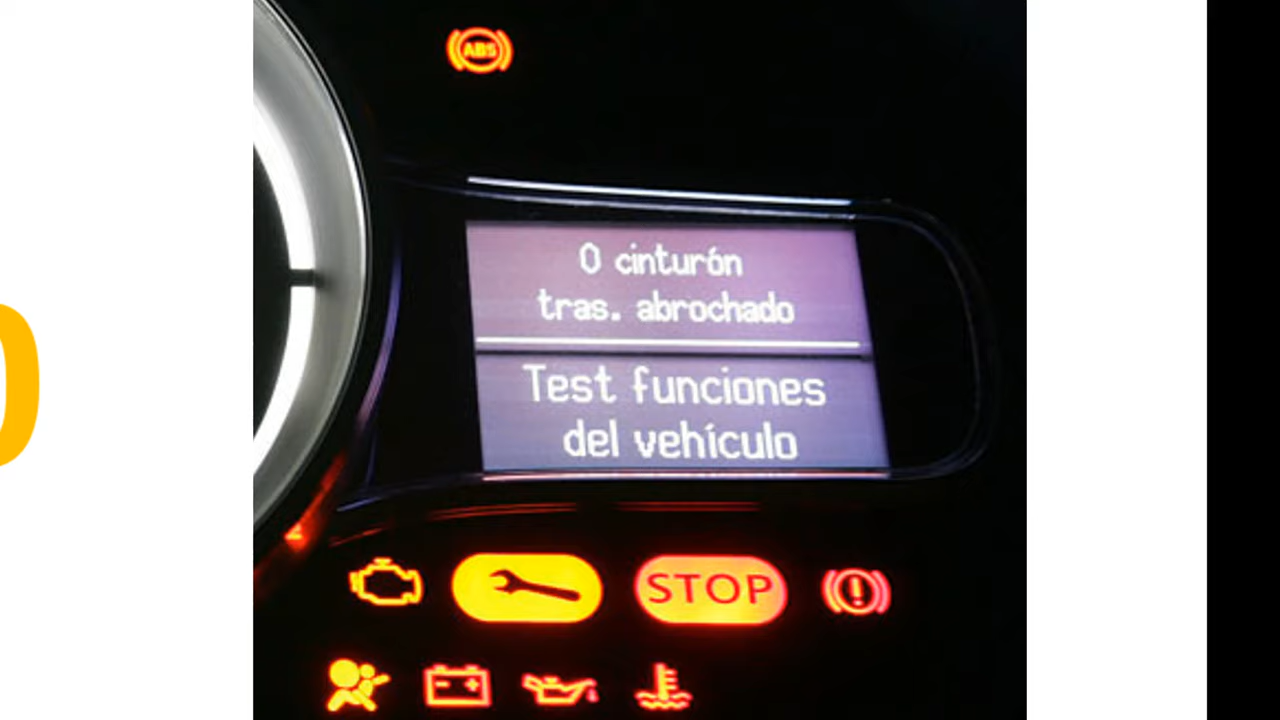 ABS
0 cinturón
tras. abrochado
Test funciones
del vehículo
STOP